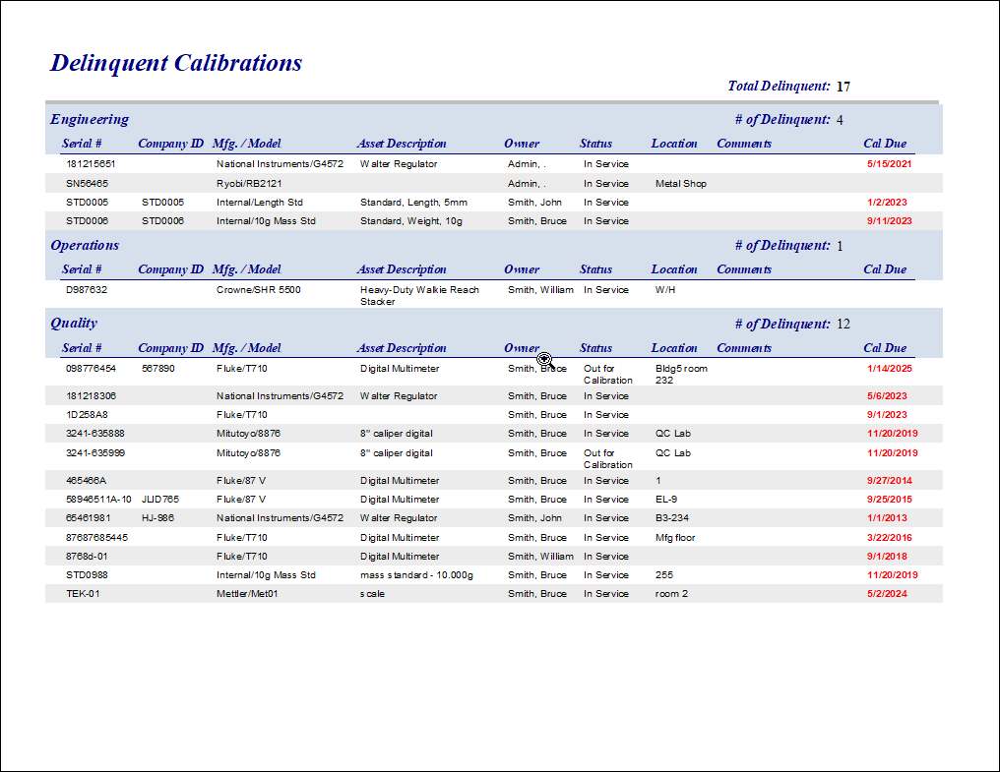 Delinquent Calibrations
Total Delinquent: 17
Engineering # of Delinquent: 4
Serial # Company ID Mfg. / Model Asset Description Owner Status Location Comments Cal Due
181215651 National Instruments/G4572 Walter Regulator Admin, . In Service 5/15/2021
SN56465 Ryobi/RB2121 Admin, . In Service Metal Shop
STD0005 STD0005 Internal/Length Std Standard, Length, 5mm Smith, John In Service 1/2/2023
STD0006 STD0006 Internal/10g Mass Std Standard, Weight, 10g Smith, Bruce In Service 9/11/2023
Operations # of Delinquent: 1
Serial # Company ID Mfg. / Model Asset Description Owner Status Location Comments Cal Due
D987632 Crowne/SHR 5500 Heavy-Duty Walkie Reach Smith, William In Service W/H
Stacker
Quality # of Delinquent: 12
Serial # Company ID Mfg. / Model Asset Description Owner Status Location Comments Cal Due
098776454 567890 Fluke/T710 Digital Multimeter Smith, Bruce Out for Bldg5 room 1/14/2025
Calibration 232
181218306 National Instruments/G4572 Walter Regulator Smith, Bruce In Service 5/6/2023
1D258A8 Fluke/T710 Smith, Bruce In Service 9/1/2023
3241-635888 Mitutoyo/8876 8" caliper digital Smith, Bruce In Service QC Lab 11/20/2019
3241-635999 Mitutoyo/8876 8" caliper digital Smith, Bruce Out for QC Lab 11/20/2019
Calibration
465466A Fluke/87 V Digital Multimeter Smith, Bruce In Service 1 9/27/2014
58946511A-10 JLID765 Fluke/87 V Digital Multimeter Smith, Bruce In Service EL-9 9/25/2015
65461981 HJ-986 National Instruments/G4572 Walter Regulator Smith, John In Service B3-234 1/1/2013
87687685445 Fluke/T710 Digital Multimeter Smith, Bruce In Service Mfg floor 3/22/2016
8768d-01 Fluke/T710 Digital Multimeter Smith, William In Service 9/1/2018
STD0988 Internal/10g Mass Std mass standard - 10.000g Smith, Bruce In Service 255 11/20/2019
TEK-01 Mettler/Met01 scale Smith, Bruce In Service room 2 5/2/2024